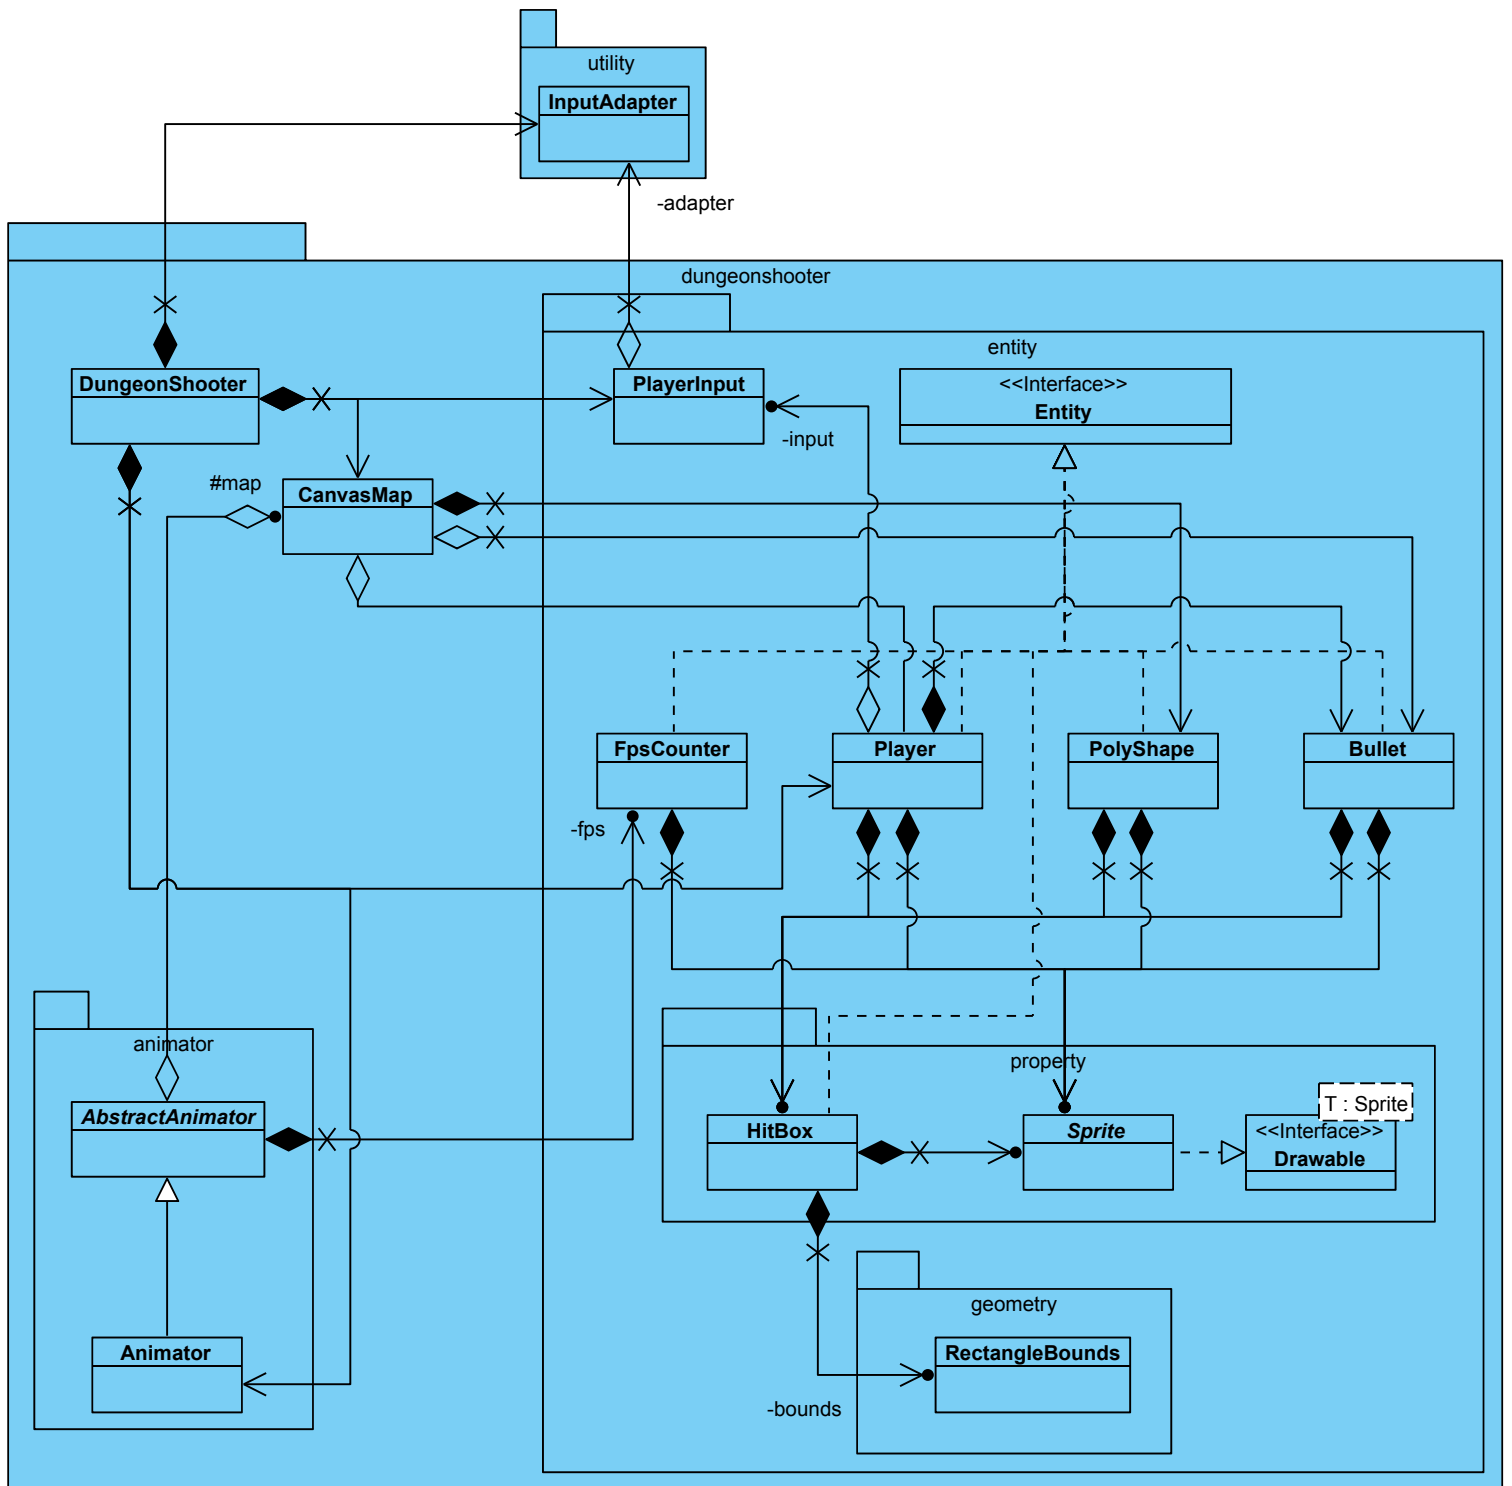 utility
InputAdapter
-adapter
dungeonshooter
entity
DungeonShooter
PlayerInput
<<Interface>>
Entity
-input
#map
CanvasMap
FpsCounter
Player
PolyShape
Bullet
-fps
animator
property
AbstractAnimator
T : Sprite
HitBox
Sprite
<<Interface>>
Drawable
geometry
Animator
RectangleBounds
-bounds